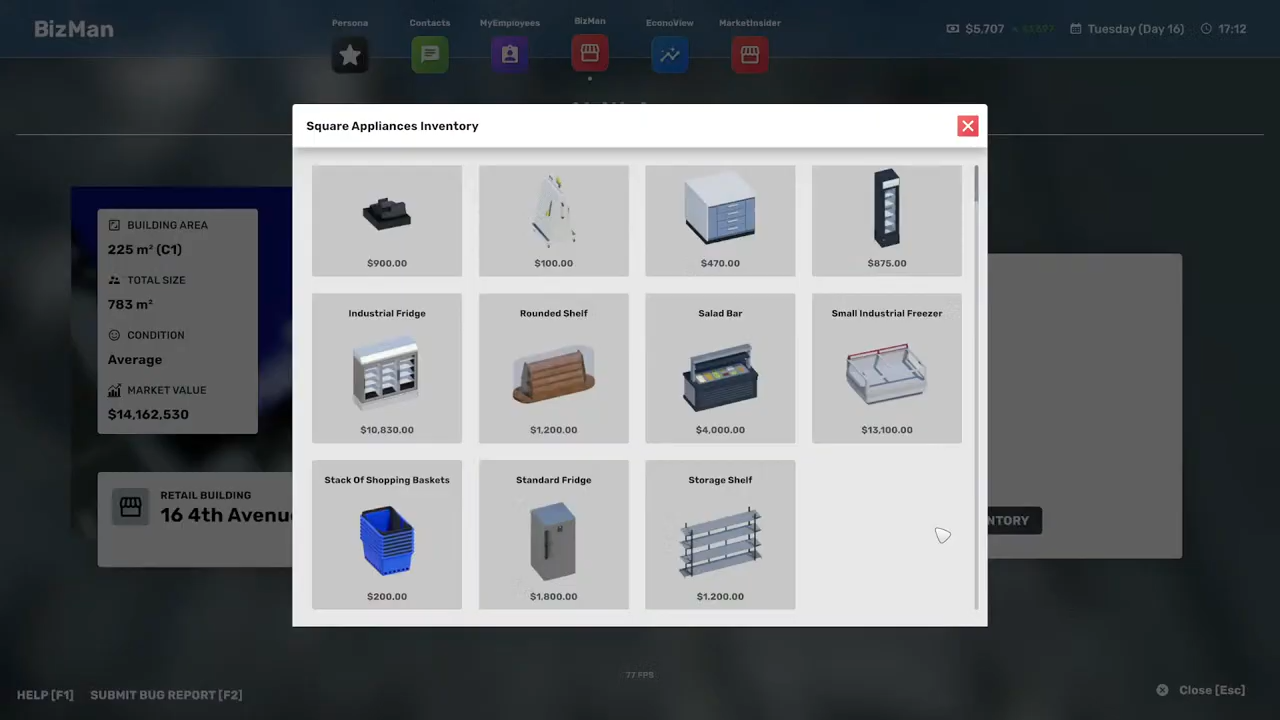 BizMan
Persona
Contacts
MyEmployees
BizMan
EconoView
MarketInsider
$5,707
Tuesday (Day 16)
17:12
Square Appliances Inventory
$900.00
$100.00
$470.00
$875.00
Industrial Fridge
Rounded Shelf
Salad Bar
Small Industrial Freezer
$10,830.00
$1,200.00
$4,000.00
$13,100.00
Stack Of Shopping Baskets
Standard Fridge
Storage Shelf
$200.00
$1,800.00
$1,200.00
BUILDING AREA
225 m² (C1)
TOTAL SIZE
783 m²
CONDITION
Average
MARKET VALUE
$14,162,530
RETAIL BUILDING
16 4th Avenu
NTORY
77 FPS
HELP [F1]
SUBMIT BUG REPORT [F2]
Close [Esc]